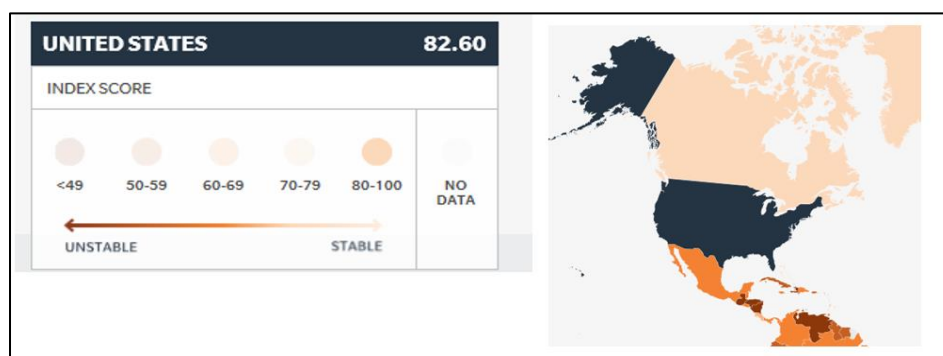 UNITED STATES 82.60
INDEX SCORE
<49 50-59 60-69 70-79 80-100 NO DATA
UNSTABLE STABLE